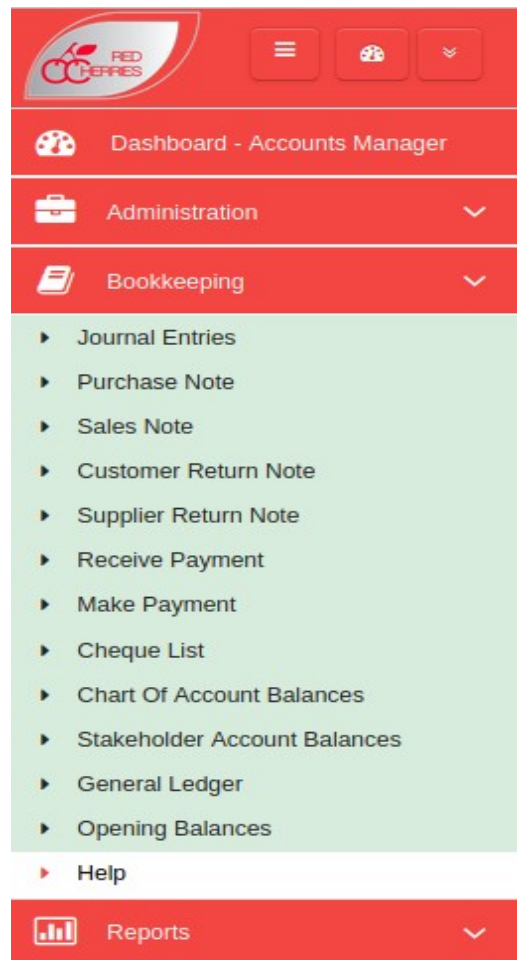 RED
CHERRIES
Dashboard - Accounts Manager
Administration
Bookkeeping
Journal Entries
Purchase Note
Sales Note
Customer Return Note
Supplier Return Note
Receive Payment
Make Payment
Cheque List
Chart Of Account Balances
Stakeholder Account Balances
General Ledger
Opening Balances
Help
Reports